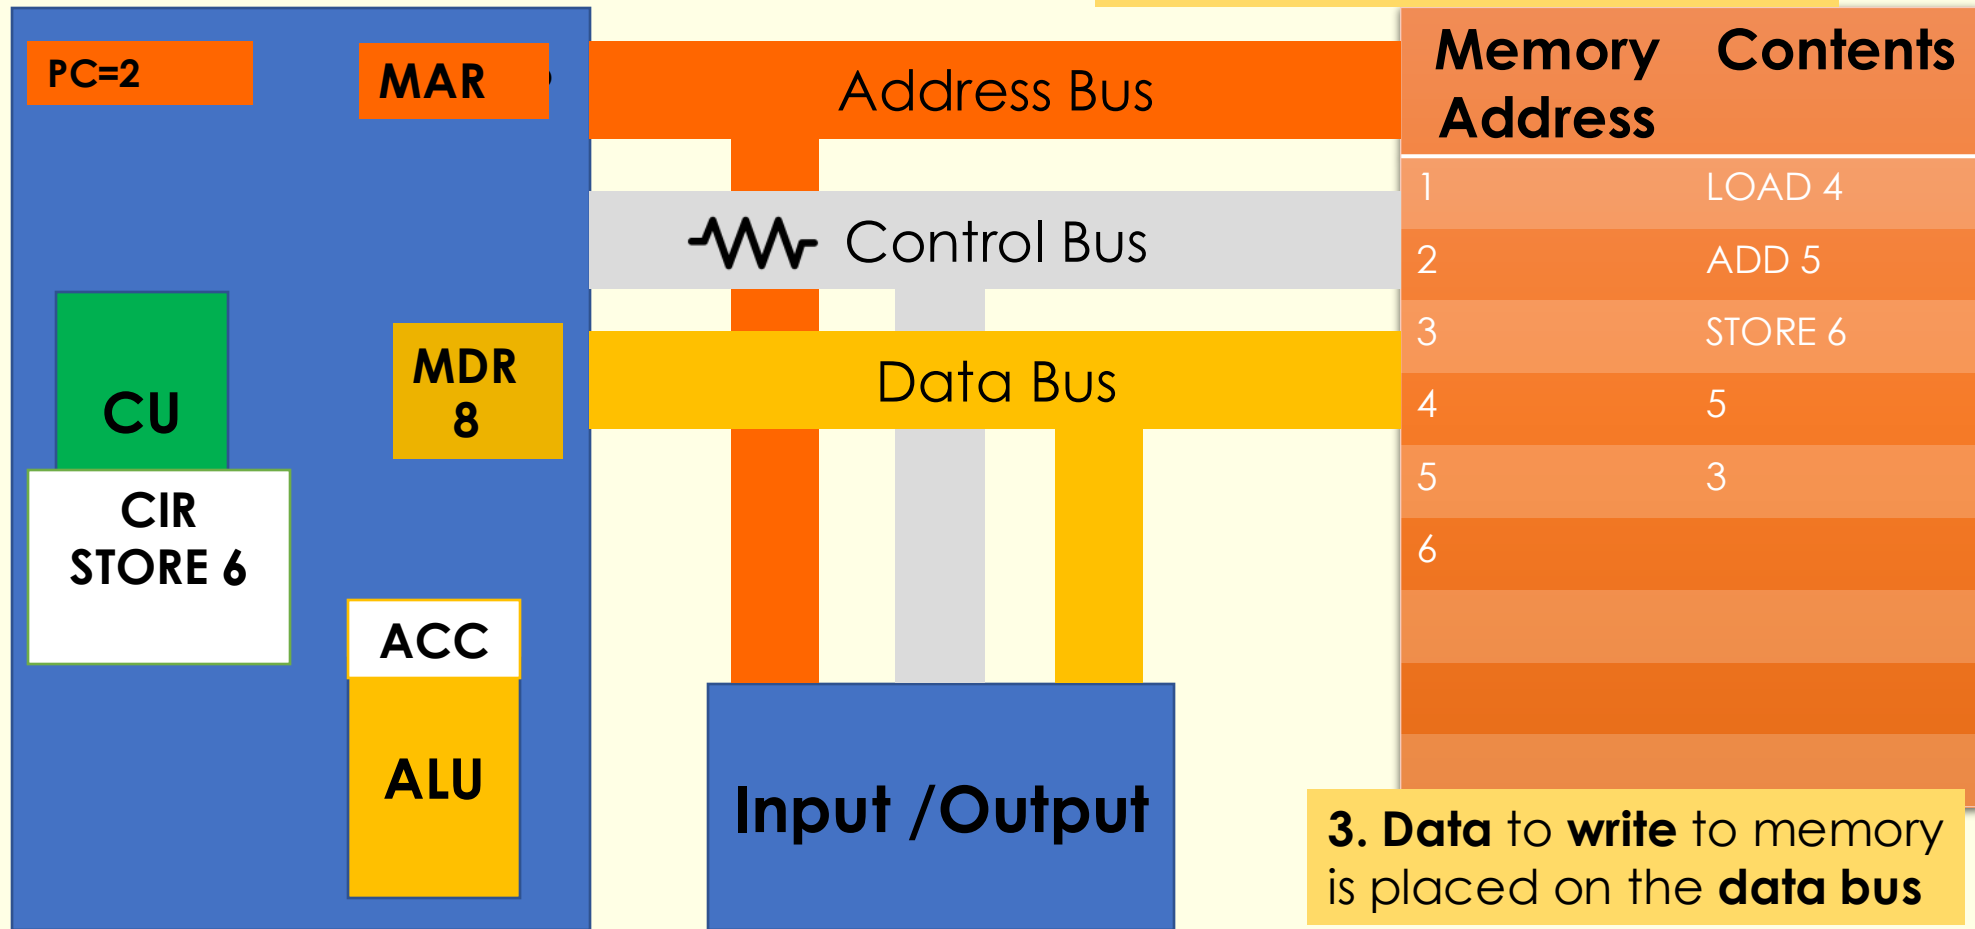 PC=2
MAR
Address Bus
Memory Contents
Address
1 LOAD 4
2 ADD 5
3 STORE 6
4 5
5 3
6
Control Bus
Data Bus
MDR
8
CU
CIR
STORE 6
ACC
ALU
Input /Output
3. Data to write to memory
is placed on the data bus